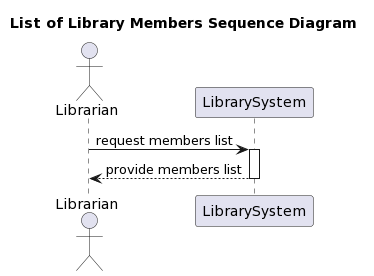 List of Library Members Sequence Diagram
Librarian
LibrarySystem
request members list
provide members list
Librarian
LibrarySystem